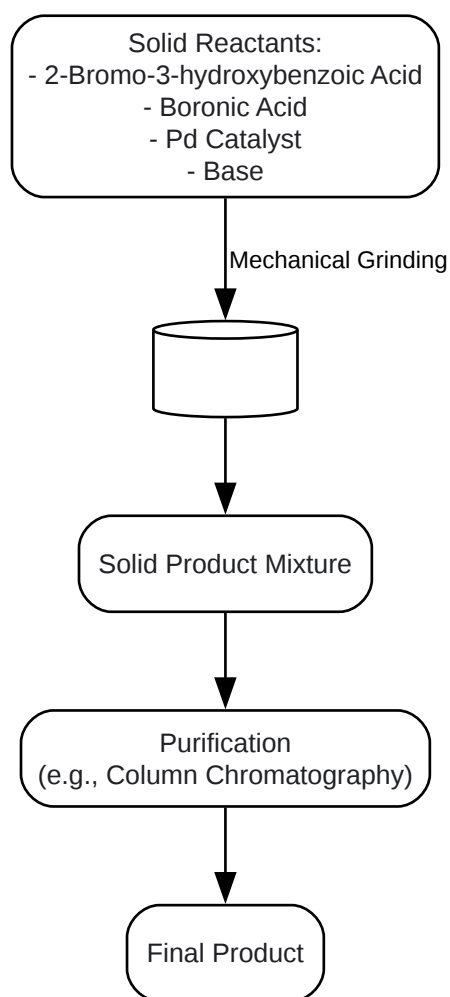 Solid Reactants:
- 2-Bromo-3-hydroxybenzoic Acid
- Boronic Acid
- Pd Catalyst
- Base
Mechanical Grinding
Solid Product Mixture
Purification
(e.g., Column Chromatography)
Final Product